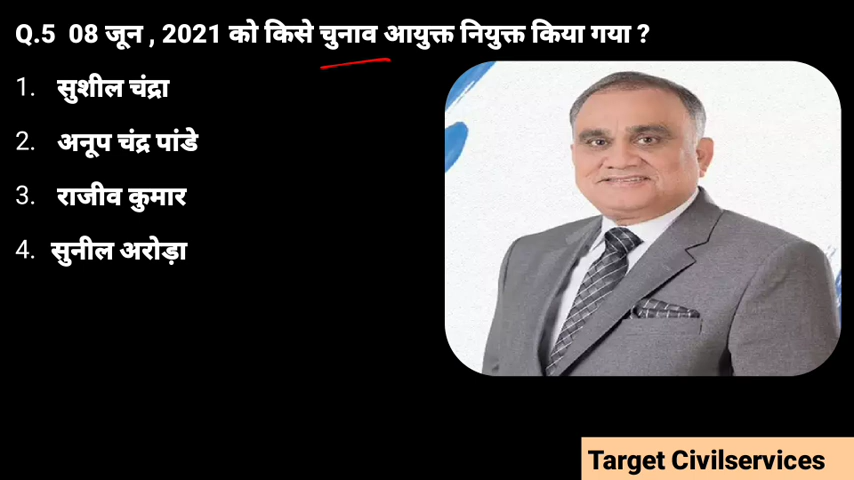 Q.5 08 जून , 2021 को किसे चुनाव आयुक्त नियुक्त किया गया ?
1. सुशील चंद्रा
2. अनूप चंद्र पांडे
3. राजीव कुमार
4. सुनील अरोड़ा
Target Civilservices